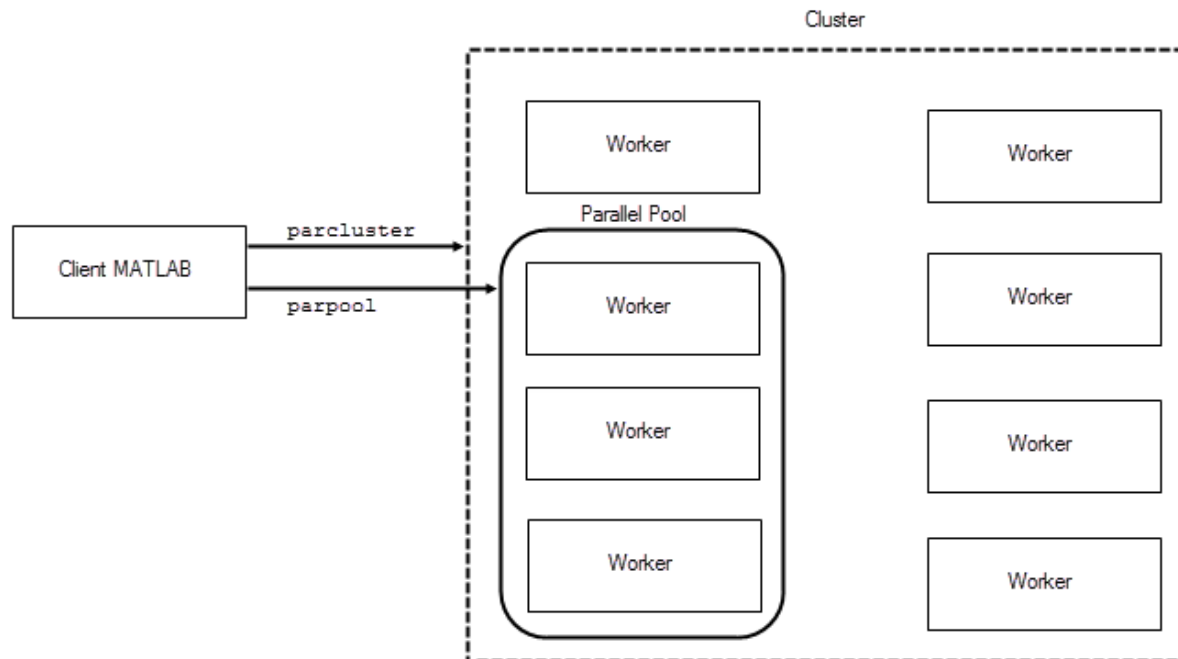 Cluster
Worker
Worker
Parallel Pool
parcluster
Client MATLAB
parpool
Worker
Worker
Worker
Worker
Worker
Worker